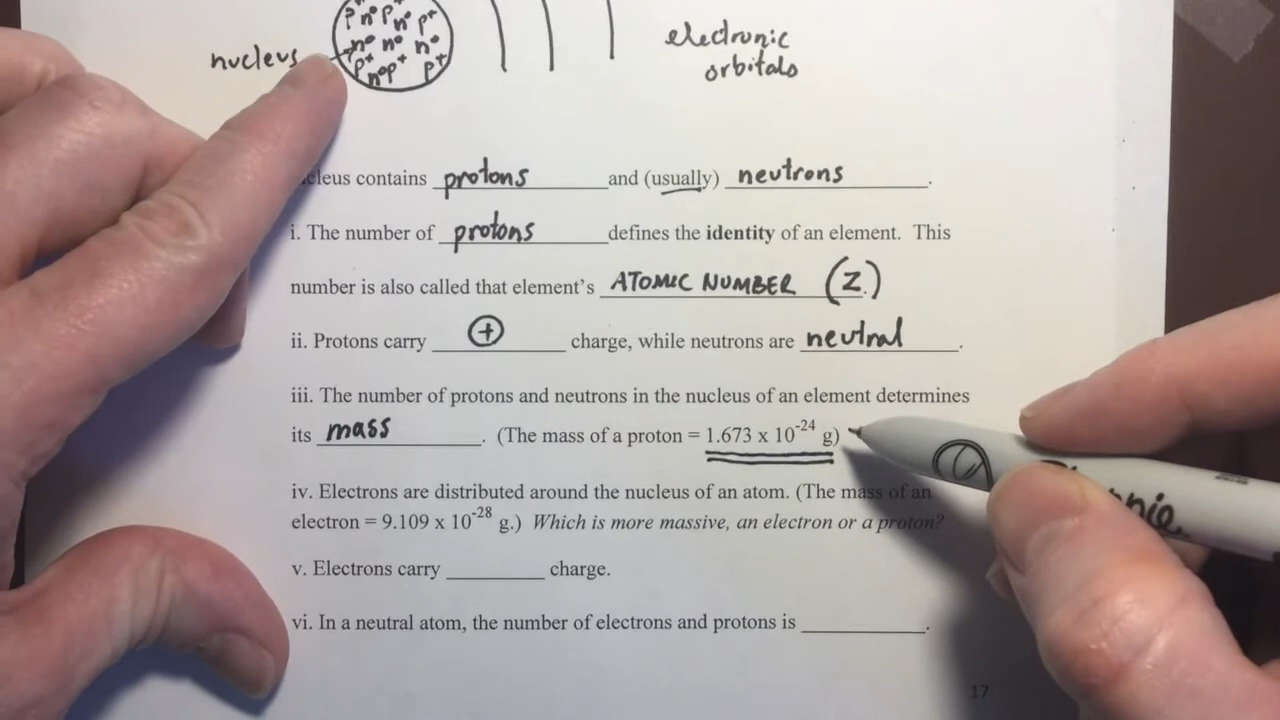 p+ n° p+ n° p+
n° n° n°
p+ n° p+ p+
nucleus
electronic
orbitals
cleus contains protons and (usually) neutrons.
i. The number of protons defines the identity of an element. This
number is also called that element's ATOMIC NUMBER (Z).
ii. Protons carry + charge, while neutrons are neutral.
iii. The number of protons and neutrons in the nucleus of an element determines
its mass. (The mass of a proton = 1.673 x 10⁻²⁴ g)
iv. Electrons are distributed around the nucleus of an atom. (The mass of an
electron = 9.109 x 10⁻²⁸ g.) Which is more massive, an electron or a proton?
v. Electrons carry ________ charge.
vi. In a neutral atom, the number of electrons and protons is ___________.
17